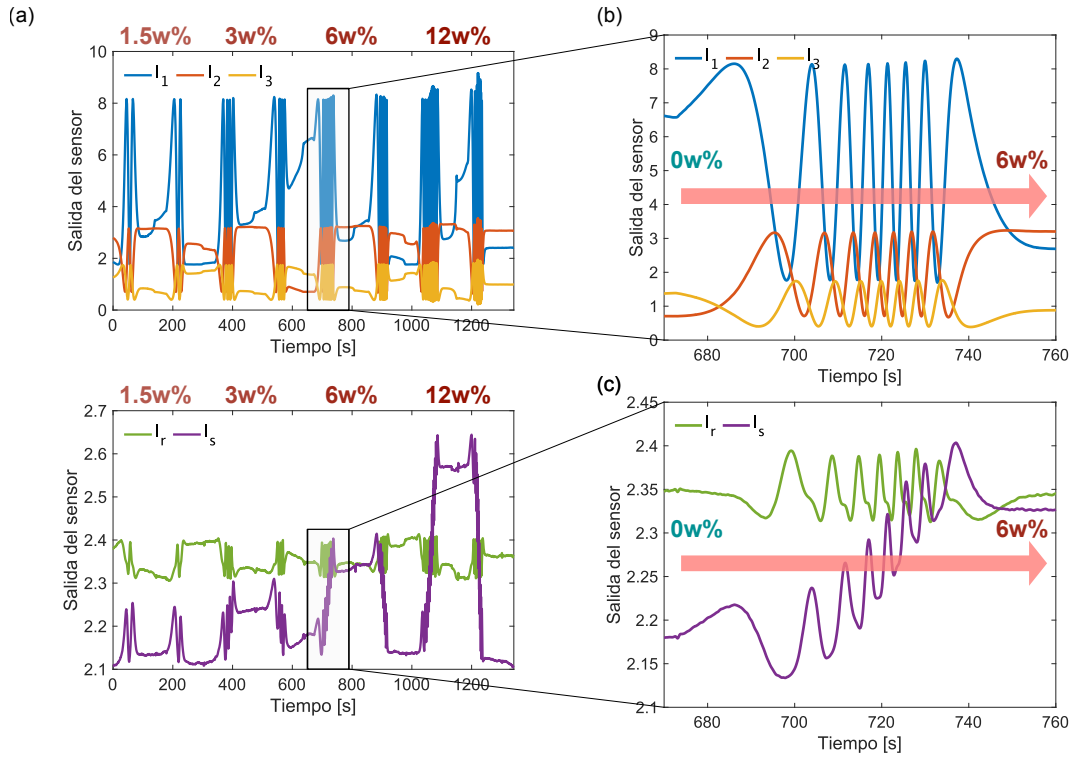 (a)
1.5w% 3w% 6w% 12w%
I1 I2 I3
Salida del sensor
10
8
6
4
2
0
0 200 400 600 800 1000 1200
Tiempo [s]
(b)
9
8
7
6
5
4
3
2
1
0
I1 I2 I3
Salida del sensor
0w% 6w%
680 700 720 740 760
Tiempo [s]
1.5w% 3w% 6w% 12w%
Ir Is
Salida del sensor
2.7
2.6
2.5
2.4
2.3
2.2
2.1
0 200 400 600 800 1000 1200
Tiempo [s]
(c)
2.45
2.4
2.35
2.3
2.25
2.2
2.15
2.1
Ir Is
Salida del sensor
0w% 6w%
680 700 720 740 760
Tiempo [s]